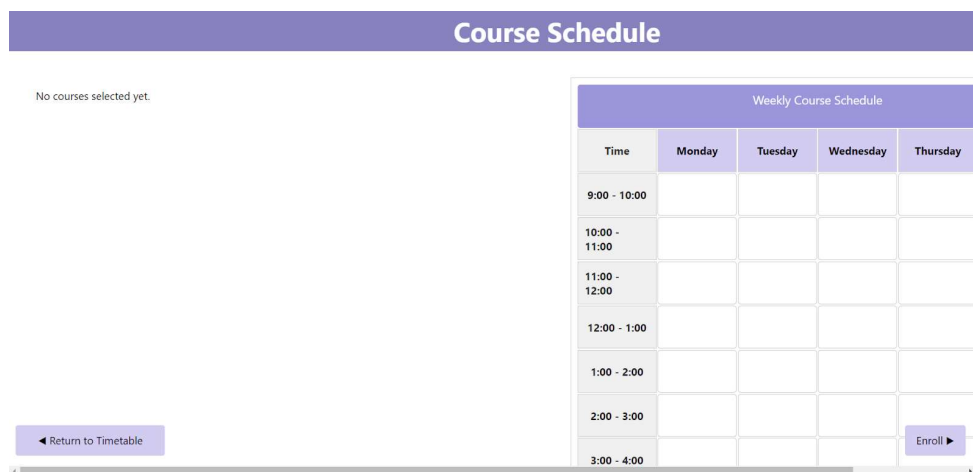 Course Schedule
No courses selected yet.
Weekly Course Schedule
Time Monday Tuesday Wednesday Thursday
9:00 - 10:00
10:00 -
11:00
11:00 -
12:00
12:00 - 1:00
1:00 - 2:00
2:00 - 3:00
3:00 - 4:00
◀ Return to Timetable
Enroll ▶